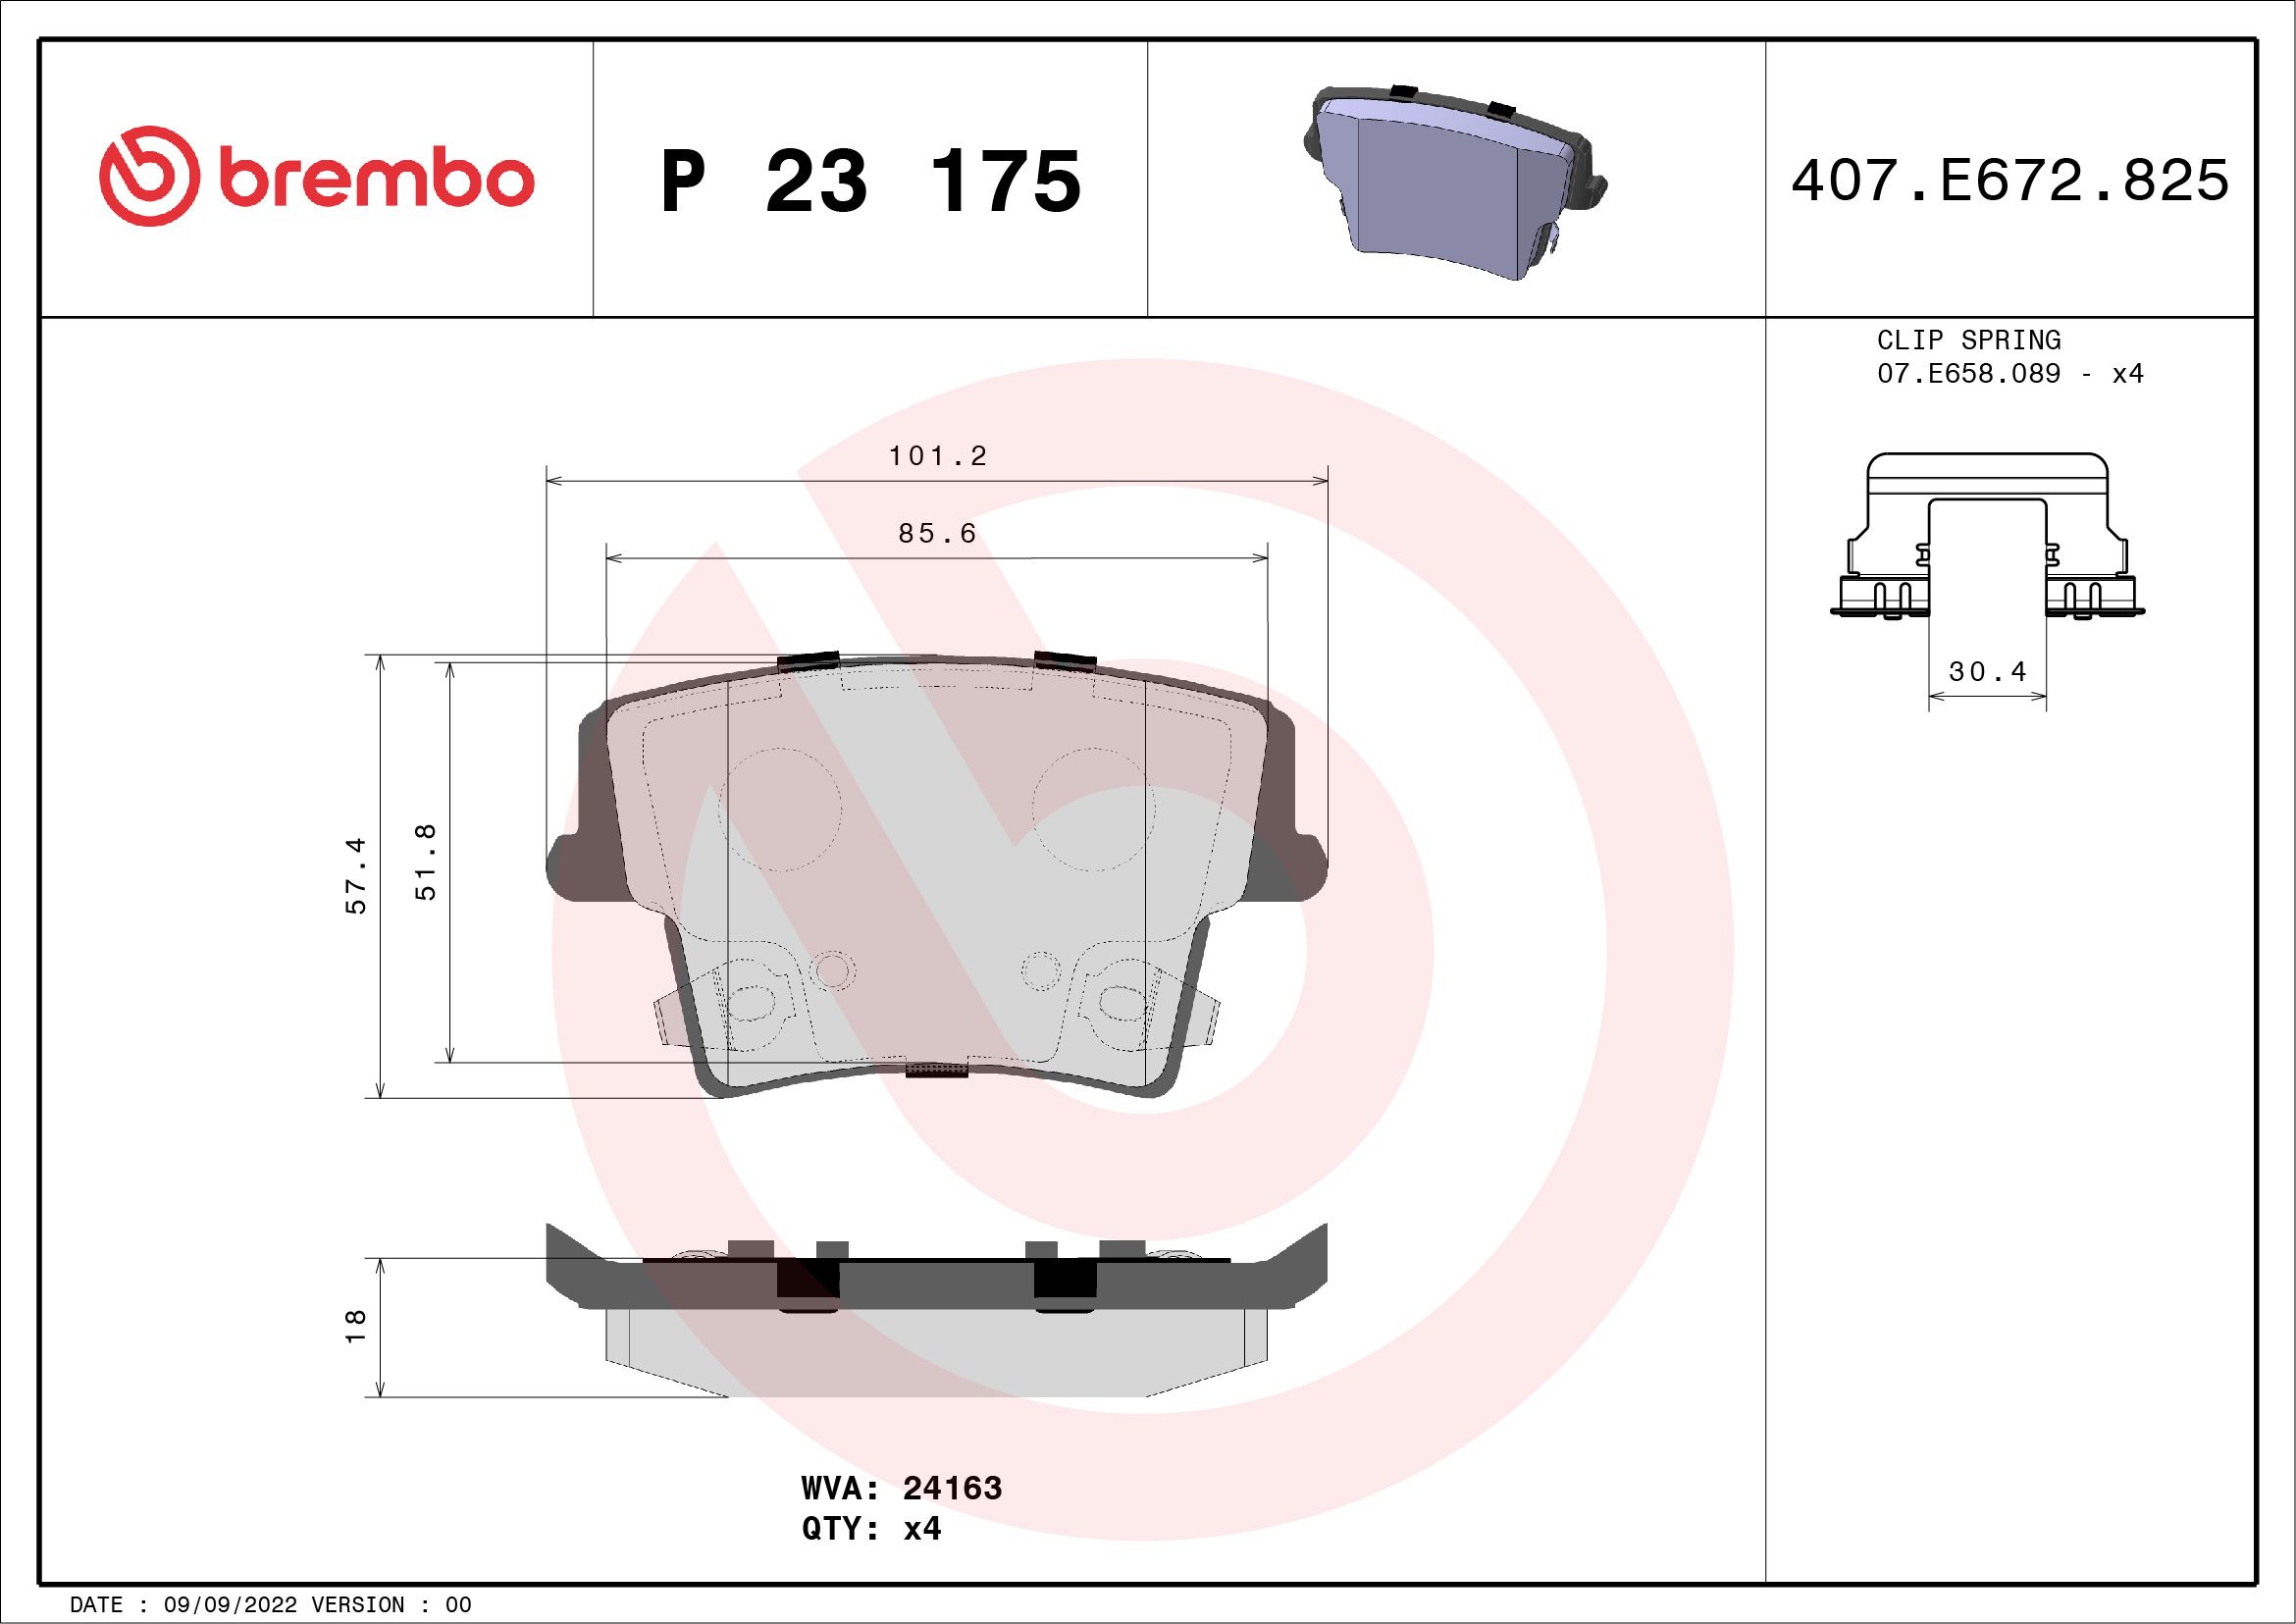 brembo
P 23 175
407.E672.825
CLIP SPRING
07.E658.089 - x4
101.2
85.6
57.4
51.8
30.4
18
WVA: 24163
QTY: x4
DATE : 09/09/2022 VERSION : 00